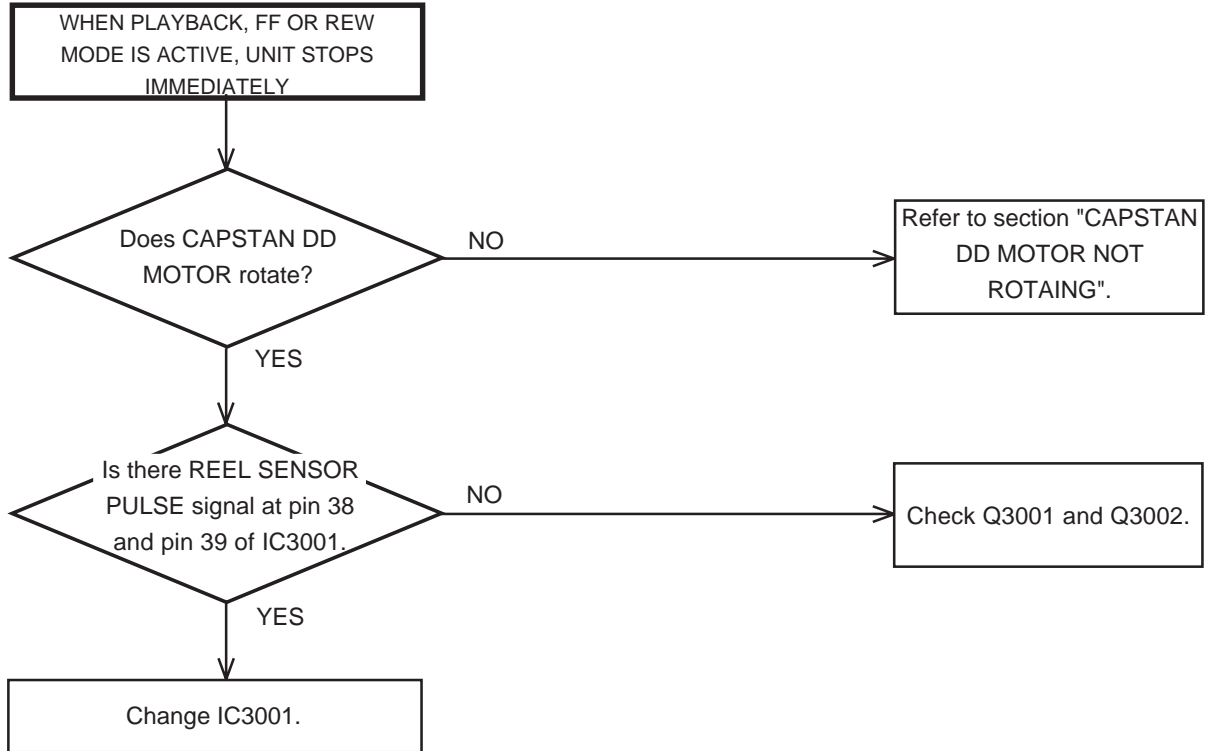 WHEN PLAYBACK, FF OR REW
MODE IS ACTIVE, UNIT STOPS
IMMEDIATELY
Does CAPSTAN DD
MOTOR rotate?
NO
Refer to section "CAPSTAN
DD MOTOR NOT
ROTAING".
YES
Is there REEL SENSOR
PULSE signal at pin 38
and pin 39 of IC3001.
NO
Check Q3001 and Q3002.
YES
Change IC3001.